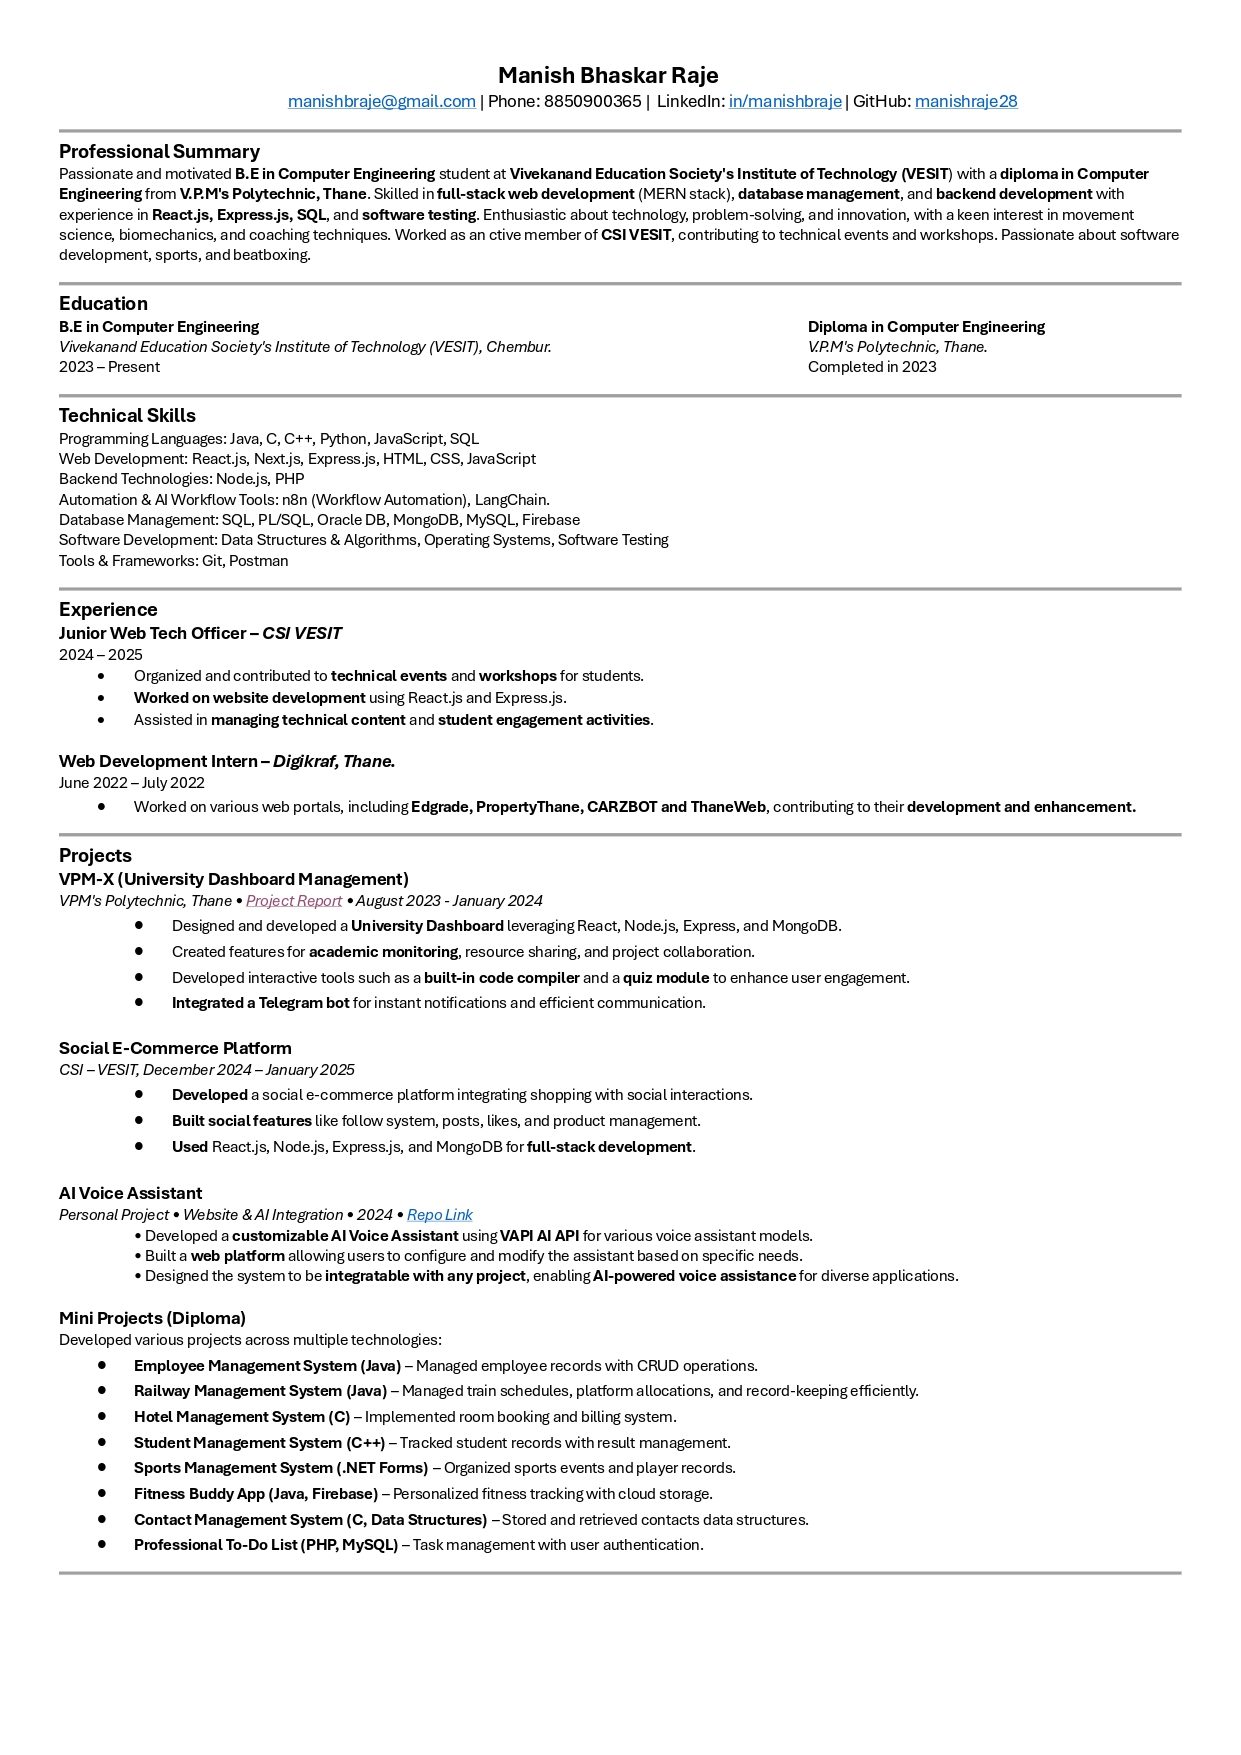 Manish Bhaskar Raje
manishbraje@gmail.com | Phone: 8850900365 | LinkedIn: in/manishbraje | GitHub: manishraje28
Professional Summary
Passionate and motivated B.E in Computer Engineering student at Vivekanand Education Society's Institute of Technology (VESIT) with a diploma in Computer
Engineering from V.P.M's Polytechnic, Thane. Skilled in full-stack web development (MERN stack), database management, and backend development with
experience in React.js, Express.js, SQL, and software testing. Enthusiastic about technology, problem-solving, and innovation, with a keen interest in movement
science, biomechanics, and coaching techniques. Worked as an ctive member of CSI VESIT, contributing to technical events and workshops. Passionate about software
development, sports, and beatboxing.
Education
B.E in Computer Engineering
Vivekanand Education Society's Institute of Technology (VESIT), Chembur.
2023 – Present
Diploma in Computer Engineering
V.P.M's Polytechnic, Thane.
Completed in 2023
Technical Skills
Programming Languages: Java, C, C++, Python, JavaScript, SQL
Web Development: React.js, Next.js, Express.js, HTML, CSS, JavaScript
Backend Technologies: Node.js, PHP
Automation & AI Workflow Tools: n8n (Workflow Automation), LangChain.
Database Management: SQL, PL/SQL, Oracle DB, MongoDB, MySQL, Firebase
Software Development: Data Structures & Algorithms, Operating Systems, Software Testing
Tools & Frameworks: Git, Postman
Experience
Junior Web Tech Officer – CSI VESIT
2024 – 2025
• Organized and contributed to technical events and workshops for students.
• Worked on website development using React.js and Express.js.
• Assisted in managing technical content and student engagement activities.
Web Development Intern – Digikraf, Thane.
June 2022 – July 2022
• Worked on various web portals, including Edgrade, PropertyThane, CARZBOT and ThaneWeb, contributing to their development and enhancement.
Projects
VPM-X (University Dashboard Management)
VPM's Polytechnic, Thane • Project Report • August 2023 - January 2024
• Designed and developed a University Dashboard leveraging React, Node.js, Express, and MongoDB.
• Created features for academic monitoring, resource sharing, and project collaboration.
• Developed interactive tools such as a built-in code compiler and a quiz module to enhance user engagement.
• Integrated a Telegram bot for instant notifications and efficient communication.
Social E-Commerce Platform
CSI – VESIT, December 2024 – January 2025
• Developed a social e-commerce platform integrating shopping with social interactions.
• Built social features like follow system, posts, likes, and product management.
• Used React.js, Node.js, Express.js, and MongoDB for full-stack development.
AI Voice Assistant
Personal Project • Website & AI Integration • 2024 • Repo Link
• Developed a customizable AI Voice Assistant using VAPI AI API for various voice assistant models.
• Built a web platform allowing users to configure and modify the assistant based on specific needs.
• Designed the system to be integratable with any project, enabling AI-powered voice assistance for diverse applications.
Mini Projects (Diploma)
Developed various projects across multiple technologies:
• Employee Management System (Java) – Managed employee records with CRUD operations.
• Railway Management System (Java) – Managed train schedules, platform allocations, and record-keeping efficiently.
• Hotel Management System (C) – Implemented room booking and billing system.
• Student Management System (C++) – Tracked student records with result management.
• Sports Management System (.NET Forms) – Organized sports events and player records.
• Fitness Buddy App (Java, Firebase) – Personalized fitness tracking with cloud storage.
• Contact Management System (C, Data Structures) – Stored and retrieved contacts data structures.
• Professional To-Do List (PHP, MySQL) – Task management with user authentication.